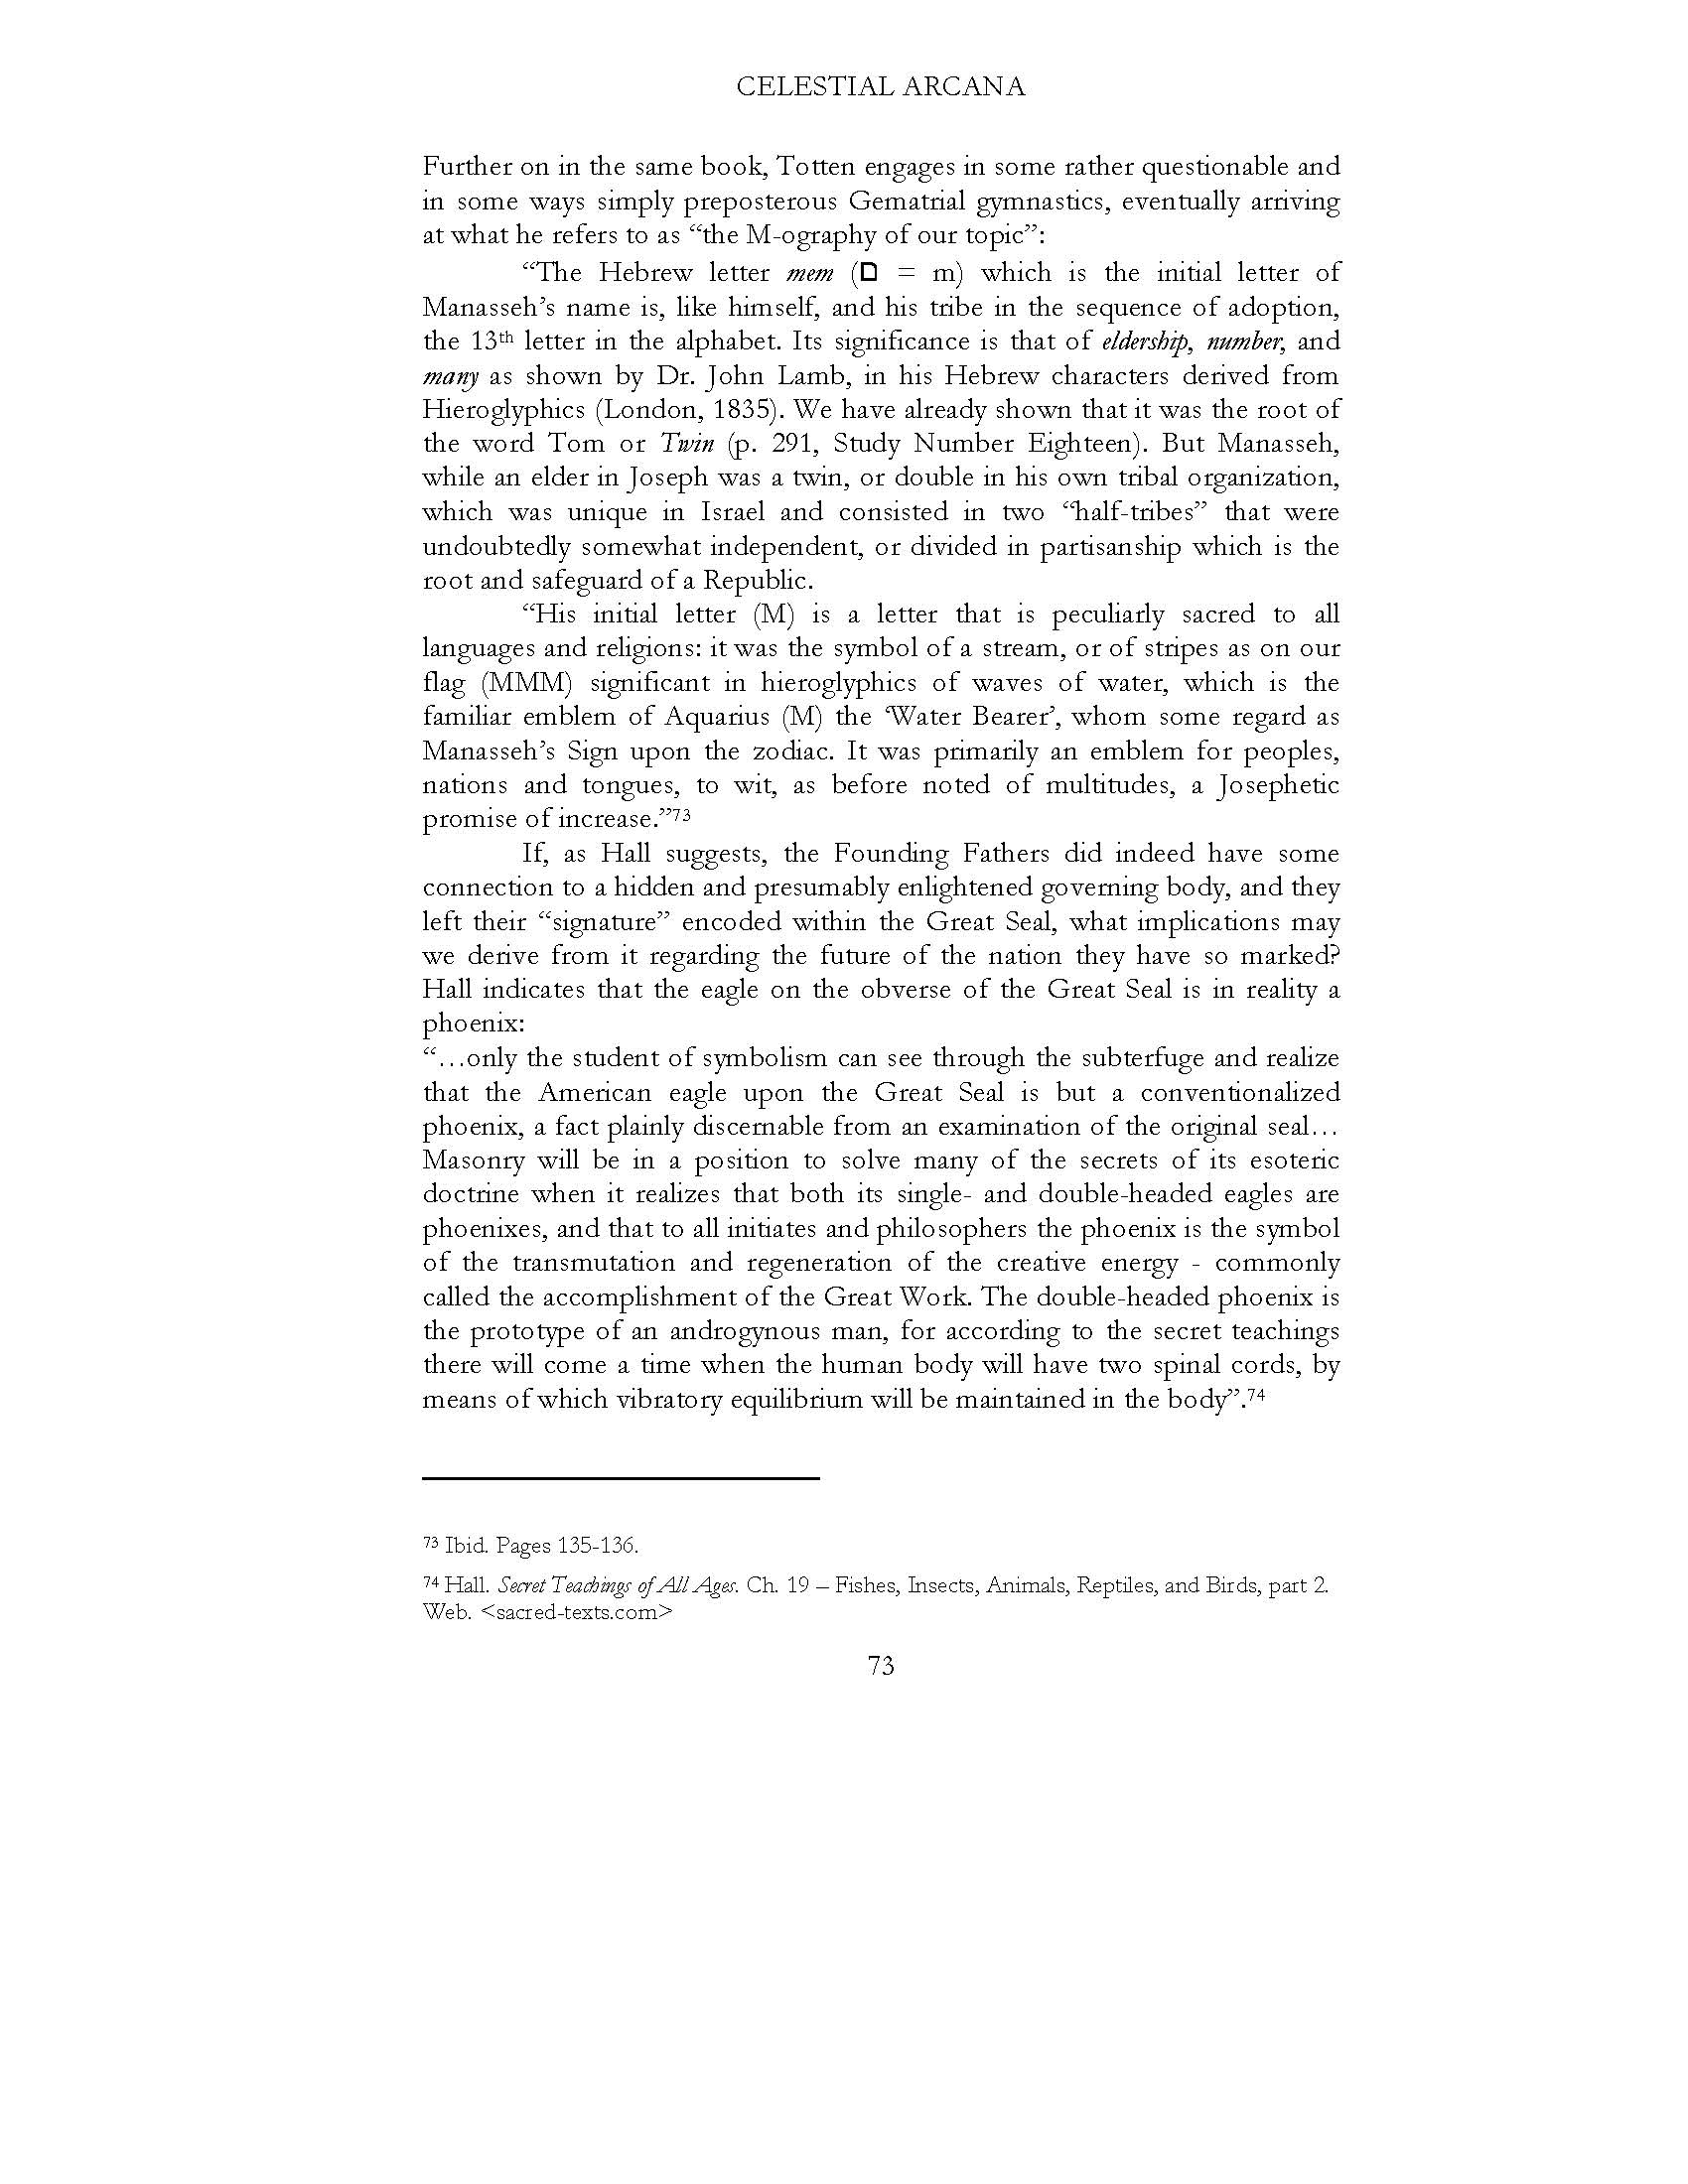 CELESTIAL ARCANA
Further on in the same book, Totten engages in some rather questionable and
in some ways simply preposterous Gematrial gymnastics, eventually arriving
at what he refers to as “the M-ography of our topic”:
“The Hebrew letter mem (ם = m) which is the initial letter of
Manasseh’s name is, like himself, and his tribe in the sequence of adoption,
the 13th letter in the alphabet. Its significance is that of eldership, number, and
many as shown by Dr. John Lamb, in his Hebrew characters derived from
Hieroglyphics (London, 1835). We have already shown that it was the root of
the word Tom or Twin (p. 291, Study Number Eighteen). But Manasseh,
while an elder in Joseph was a twin, or double in his own tribal organization,
which was unique in Israel and consisted in two “half-tribes” that were
undoubtedly somewhat independent, or divided in partisanship which is the
root and safeguard of a Republic.
“His initial letter (M) is a letter that is peculiarly sacred to all
languages and religions: it was the symbol of a stream, or of stripes as on our
flag (MMM) significant in hieroglyphics of waves of water, which is the
familiar emblem of Aquarius (M) the ‘Water Bearer’, whom some regard as
Manasseh’s Sign upon the zodiac. It was primarily an emblem for peoples,
nations and tongues, to wit, as before noted of multitudes, a Josephetic
promise of increase.”73
If, as Hall suggests, the Founding Fathers did indeed have some
connection to a hidden and presumably enlightened governing body, and they
left their “signature” encoded within the Great Seal, what implications may
we derive from it regarding the future of the nation they have so marked?
Hall indicates that the eagle on the obverse of the Great Seal is in reality a
phoenix:
“…only the student of symbolism can see through the subterfuge and realize
that the American eagle upon the Great Seal is but a conventionalized
phoenix, a fact plainly discernable from an examination of the original seal…
Masonry will be in a position to solve many of the secrets of its esoteric
doctrine when it realizes that both its single- and double-headed eagles are
phoenixes, and that to all initiates and philosophers the phoenix is the symbol
of the transmutation and regeneration of the creative energy - commonly
called the accomplishment of the Great Work. The double-headed phoenix is
the prototype of an androgynous man, for according to the secret teachings
there will come a time when the human body will have two spinal cords, by
means of which vibratory equilibrium will be maintained in the body”.74
73 Ibid. Pages 135-136.
74 Hall. Secret Teachings of All Ages. Ch. 19 – Fishes, Insects, Animals, Reptiles, and Birds, part 2.
Web. <sacred-texts.com>
73